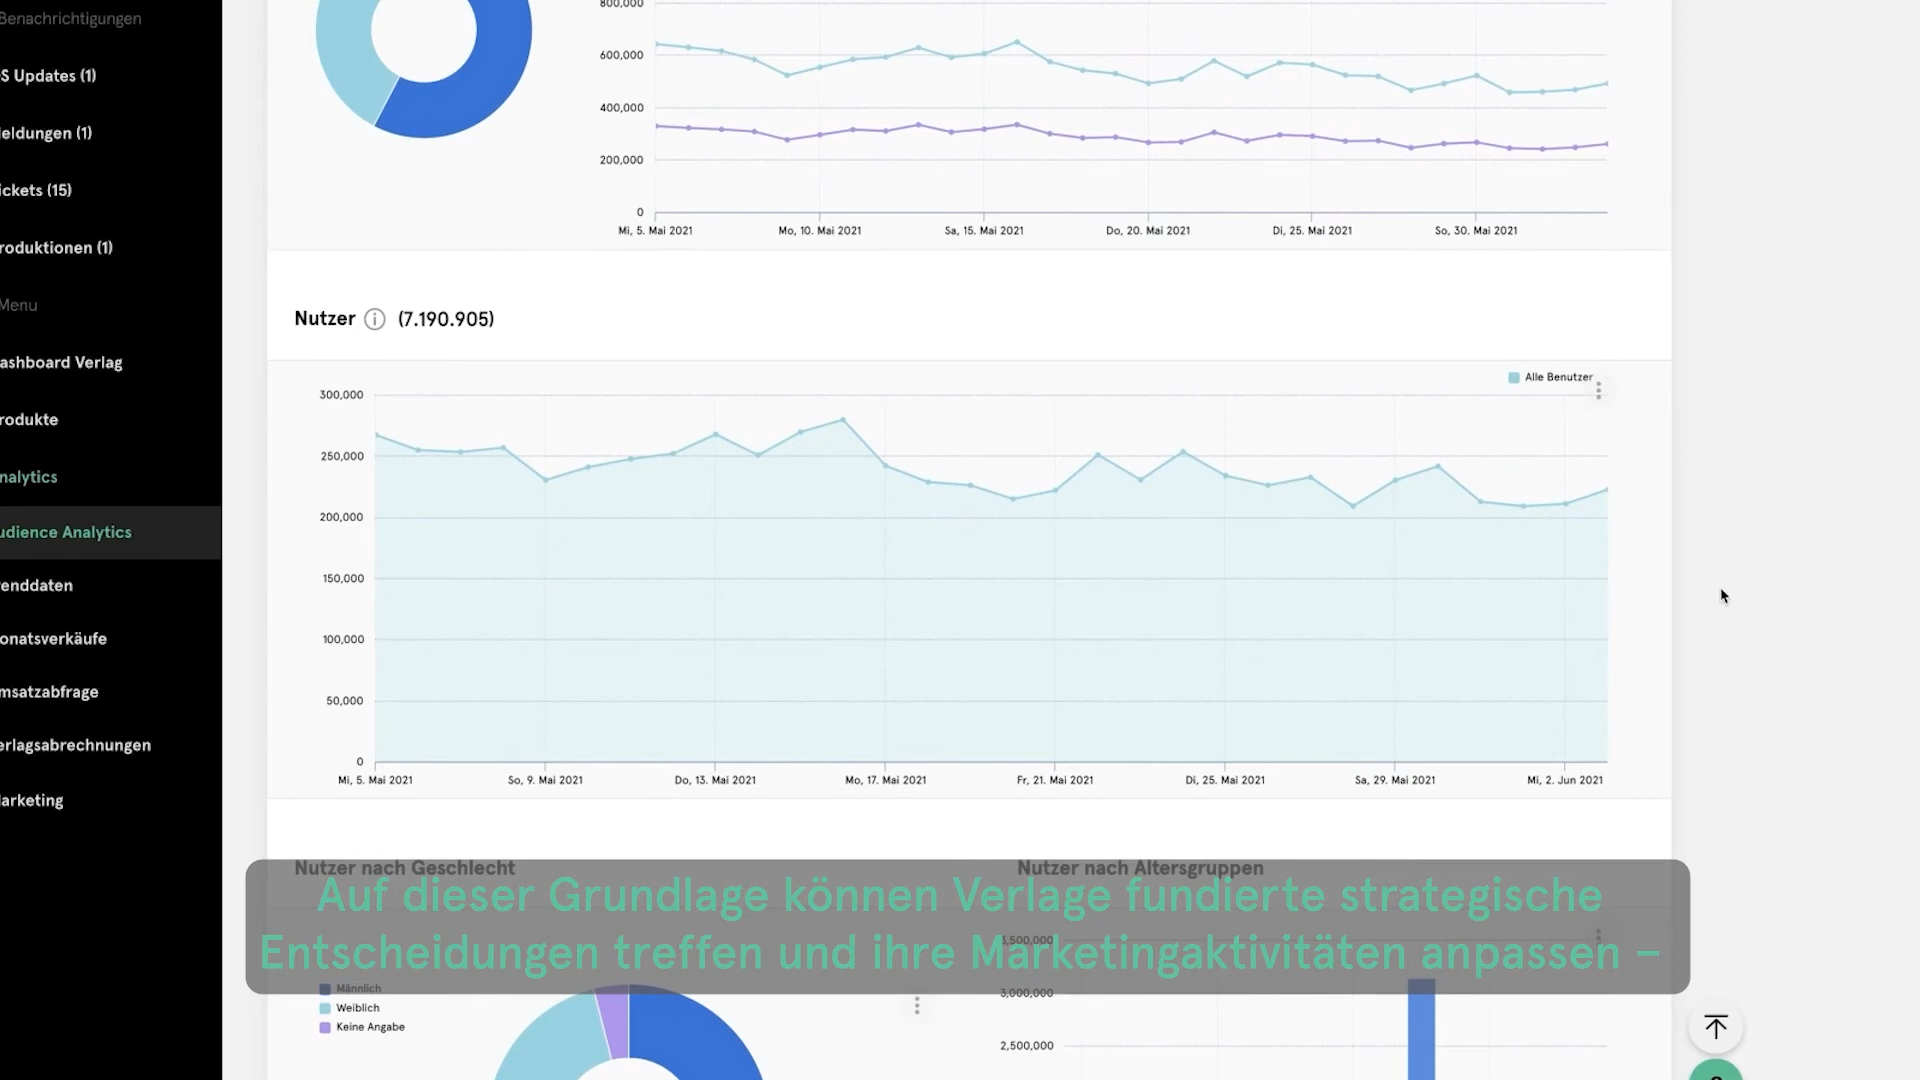 Benachrichtigungen
S Updates (1)
eldungen (1)
ickets (15)
roduktionen (1)
Menu
ashboard Verlag
rodukte
nalytics
udience Analytics
enddaten
onatsverkäufe
msatzabfrage
erlagsabrechnungen
arketing
800,000
600,000
400,000
200,000
0
Mi, 5. Mai 2021
Mo, 10. Mai 2021
Sa, 15. Mai 2021
Do, 20. Mai 2021
Di, 25. Mai 2021
So, 30. Mai 2021
Nutzer (7.190.905)
Alle Benutzer
300,000
250,000
200,000
150,000
100,000
50,000
0
Mi, 5. Mai 2021
So, 9. Mai 2021
Do, 13. Mai 2021
Mo, 17. Mai 2021
Fr, 21. Mai 2021
Di, 25. Mai 2021
Sa, 29. Mai 2021
Mi, 2. Jun 2021
Nutzer nach Geschlecht
Nutzer nach Altersgruppen
Auf dieser Grundlage können Verlage fundierte strategische
Entscheidungen treffen und ihre Marketingaktivitäten anpassen –
Männlich
Weiblich
Keine Angabe
3,500,000
3,000,000
2,500,000